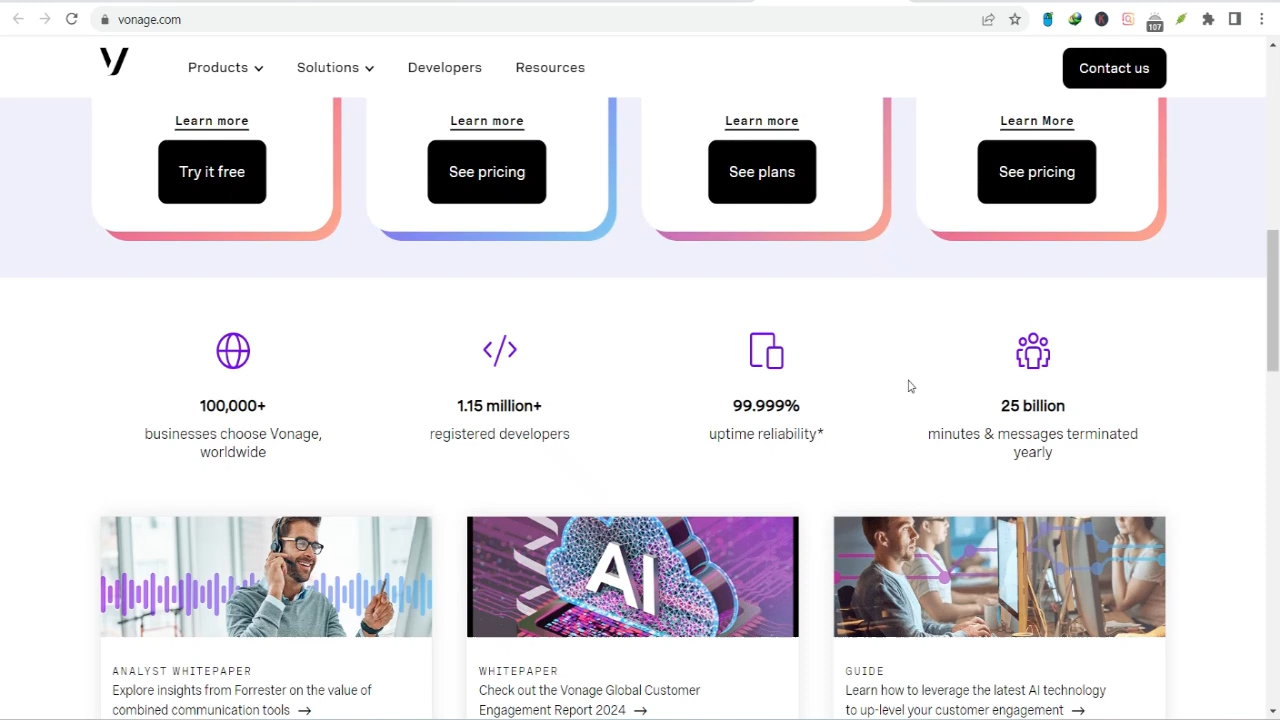 vonage.com
107
Products
Solutions
Developers
Resources
Contact us
Learn more
Learn more
Learn more
Learn More
Try it free
See pricing
See plans
See pricing
100,000+
businesses choose Vonage,
worldwide
1.15 million+
registered developers
99.999%
uptime reliability*
25 billion
minutes & messages terminated
yearly
AI
ANALYST WHITEPAPER
Explore insights from Forrester on the value of
combined communication tools →
WHITEPAPER
Check out the Vonage Global Customer
Engagement Report 2024 →
GUIDE
Learn how to leverage the latest AI technology
to up-level your customer engagement →